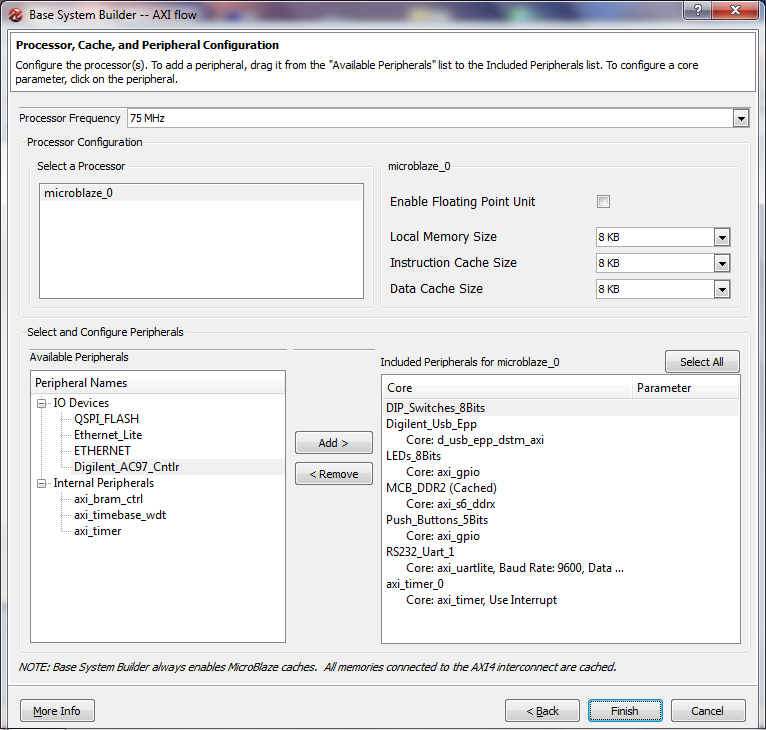 Base System Builder -- AXI flow
Processor, Cache, and Peripheral Configuration
Configure the processor(s). To add a peripheral, drag it from the "Available Peripherals" list to the Included Peripherals list. To configure a core
parameter, click on the peripheral.
Processor Frequency 75 MHz
Processor Configuration
Select a Processor
microblaze_0
microblaze_0
Enable Floating Point Unit
Local Memory Size 8 KB
Instruction Cache Size 8 KB
Data Cache Size 8 KB
Select and Configure Peripherals
Available Peripherals
Peripheral Names
IO Devices
QSPI_FLASH
Ethernet_Lite
ETHERNET
Digilent_AC97_Cntlr
Internal Peripherals
axi_bram_ctrl
axi_timebase_wdt
axi_timer
Add >
< Remove
Included Peripherals for microblaze_0
Select All
Core Parameter
DIP_Switches_8Bits
Digilent_Usb_Epp
Core: d_usb_epp_dstm_axi
LEDs_8Bits
Core: axi_gpio
MCB_DDR2 (Cached)
Core: axi_s6_ddrx
Push_Buttons_5Bits
Core: axi_gpio
RS232_Uart_1
Core: axi_uartlite, Baud Rate: 9600, Data ...
axi_timer_0
Core: axi_timer, Use Interrupt
NOTE: Base System Builder always enables MicroBlaze caches. All memories connected to the AXI4 interconnect are cached.
More Info
< Back
Finish
Cancel